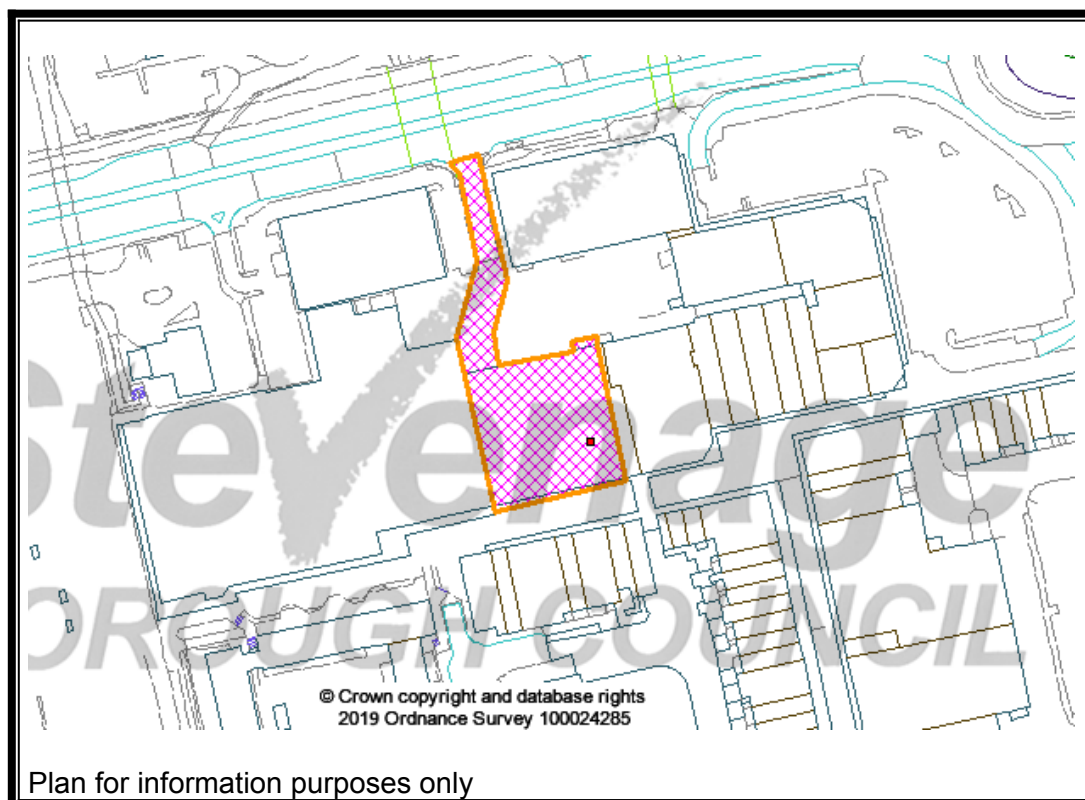 Stevenage
BOROUGH COUNCIL
© Crown copyright and database rights
2019 Ordnance Survey 100024285
Plan for information purposes only